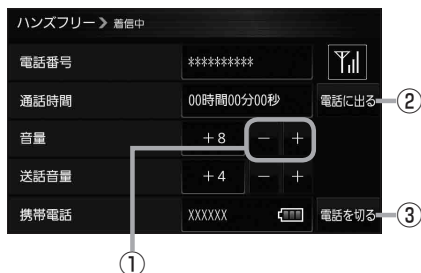 ハンズフリー 着信中
電話番号 **********
通話時間 00時間00分00秒 電話に出る ②
音量 +8 - +
送話音量 +4 - +
携帯電話 XXXXXX 電話を切る ③
①